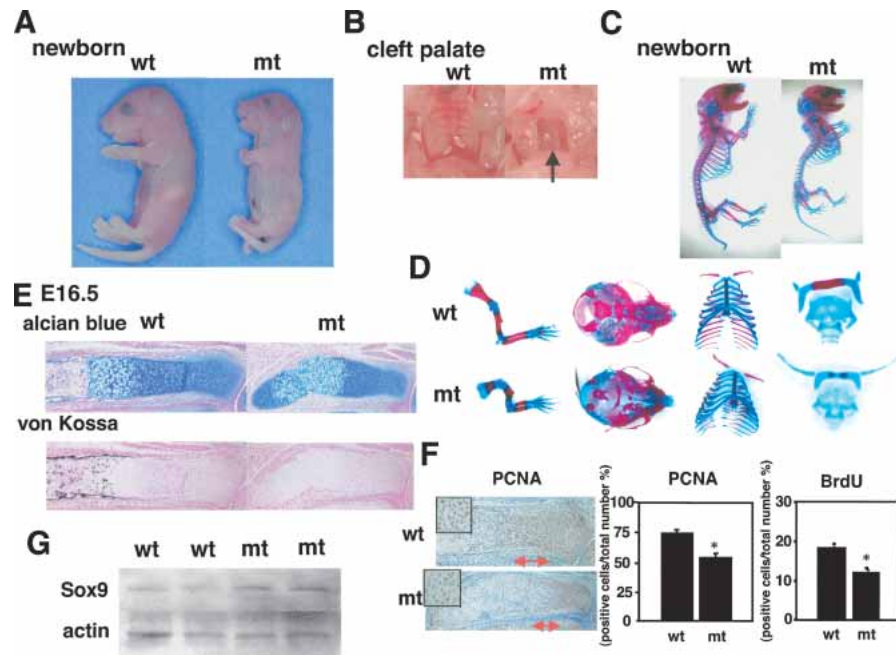 A
newborn
wt mt
B
cleft palate
wt mt
C
newborn
wt mt
D
wt
mt
E E16.5
alcian blue wt mt
von Kossa
F
PCNA
wt
mt
PCNA
(positive cells/total number %)
100
75
50
25
0
*
wt mt
BrdU
(positive cells/total number %)
30
20
10
0
*
wt mt
G
wt wt mt mt
Sox9
actin